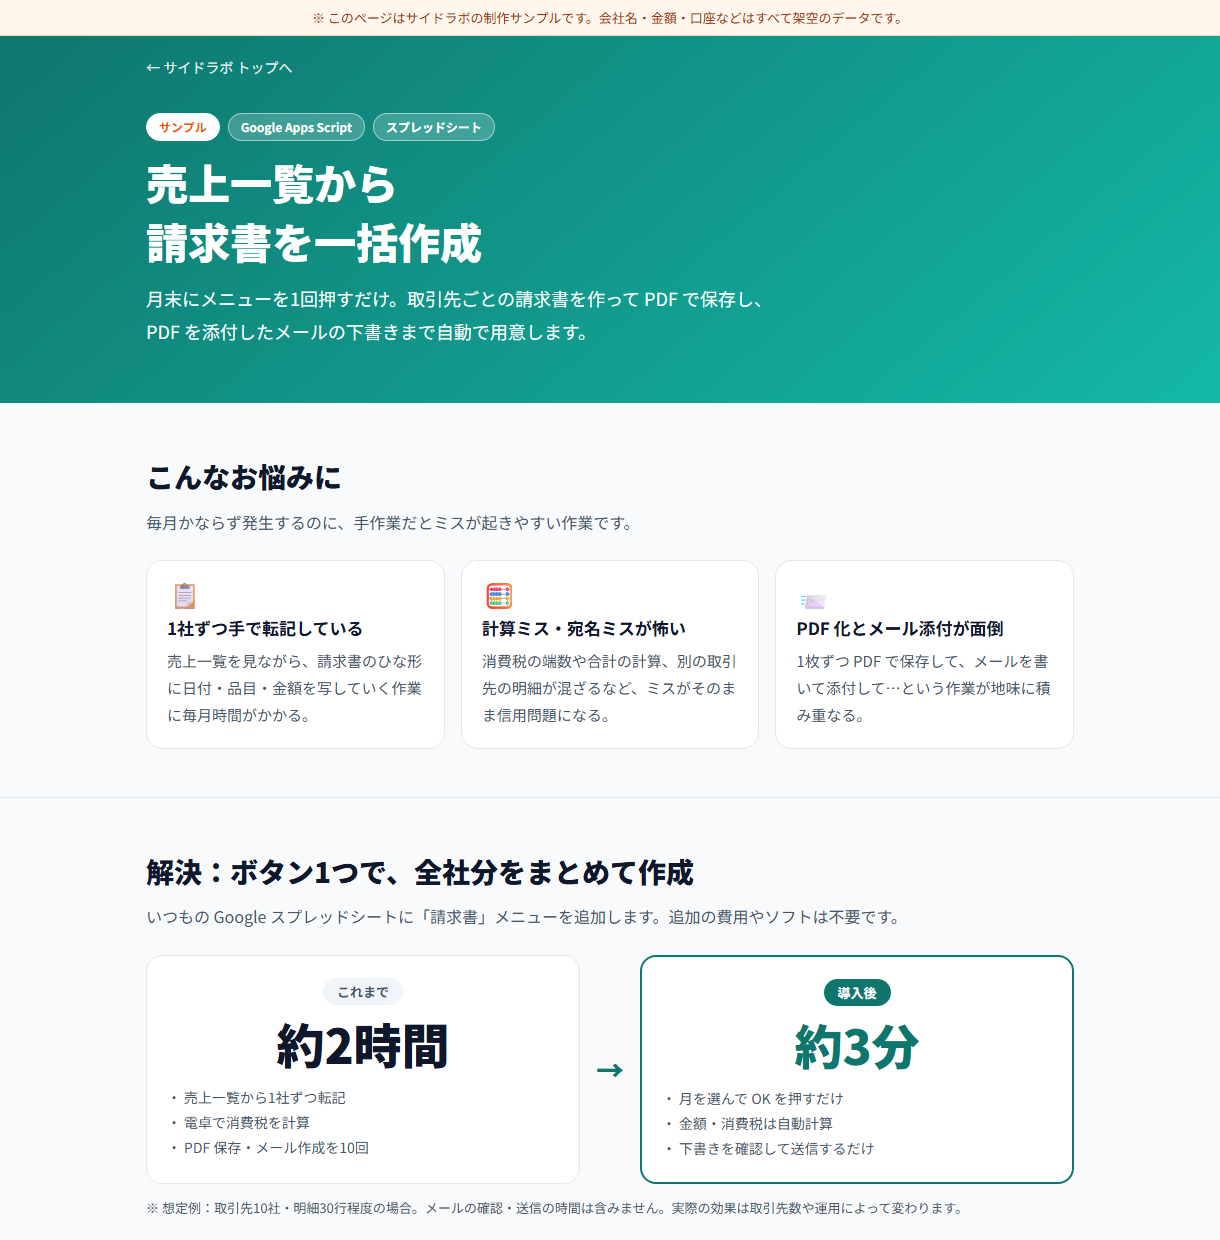 ※ このページはサイドラボの制作サンプルです。会社名・金額・口座などはすべて架空のデータです。
← サイドラボ トップへ
サンプル
Google Apps Script
スプレッドシート
売上一覧から
請求書を一括作成
月末にメニューを1回押すだけ。取引先ごとの請求書を作って PDF で保存し、
PDF を添付したメールの下書きまで自動で用意します。
こんなお悩みに
毎月かならず発生するのに、手作業だとミスが起きやすい作業です。
1社ずつ手で転記している
売上一覧を見ながら、請求書のひな形
に日付・品目・金額を写していく作業
に毎月時間がかかる。
計算ミス・宛名ミスが怖い
消費税の端数や合計の計算、別の取引
先の明細が混ざるなど、ミスがそのま
ま信用問題になる。
PDF 化とメール添付が面倒
1枚ずつ PDF で保存して、メールを書
いて添付して…という作業が地味に積
み重なる。
解決：ボタン1つで、全社分をまとめて作成
いつもの Google スプレッドシートに「請求書」メニューを追加します。追加の費用やソフトは不要です。
これまで
約2時間
・ 売上一覧から1社ずつ転記
・ 電卓で消費税を計算
・ PDF 保存・メール作成を10回
→
導入後
約3分
・ 月を選んで OK を押すだけ
・ 金額・消費税は自動計算
・ 下書きを確認して送信するだけ
※ 想定例：取引先10社・明細30行程度の場合。メールの確認・送信の時間は含みません。実際の効果は取引先数や運用によって変わります。